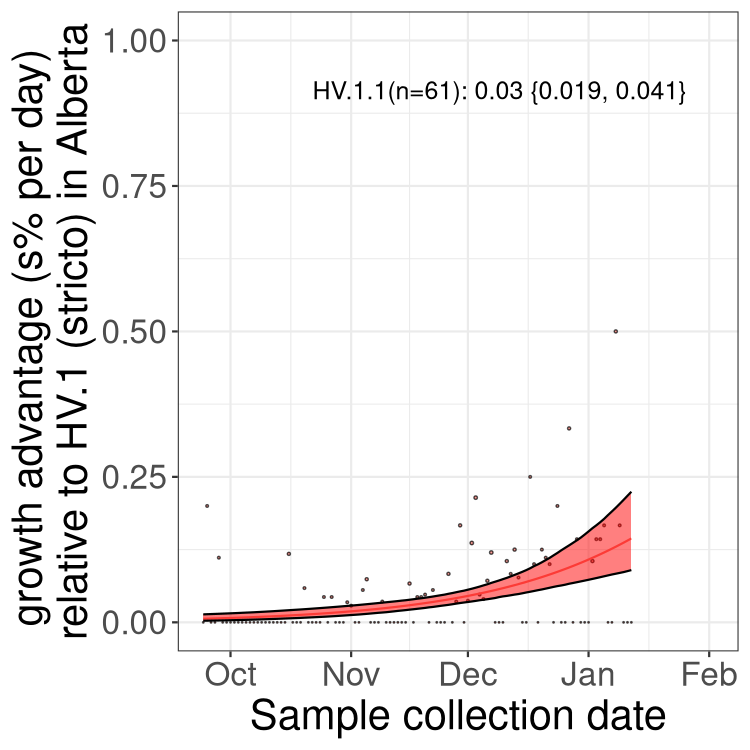 growth advantage (s% per day)
relative to HV.1 (stricto) in Alberta
1.00
0.75
0.50
0.25
0.00
HV.1.1(n=61): 0.03 {0.019, 0.041}
Oct Nov Dec Jan Feb
Sample collection date